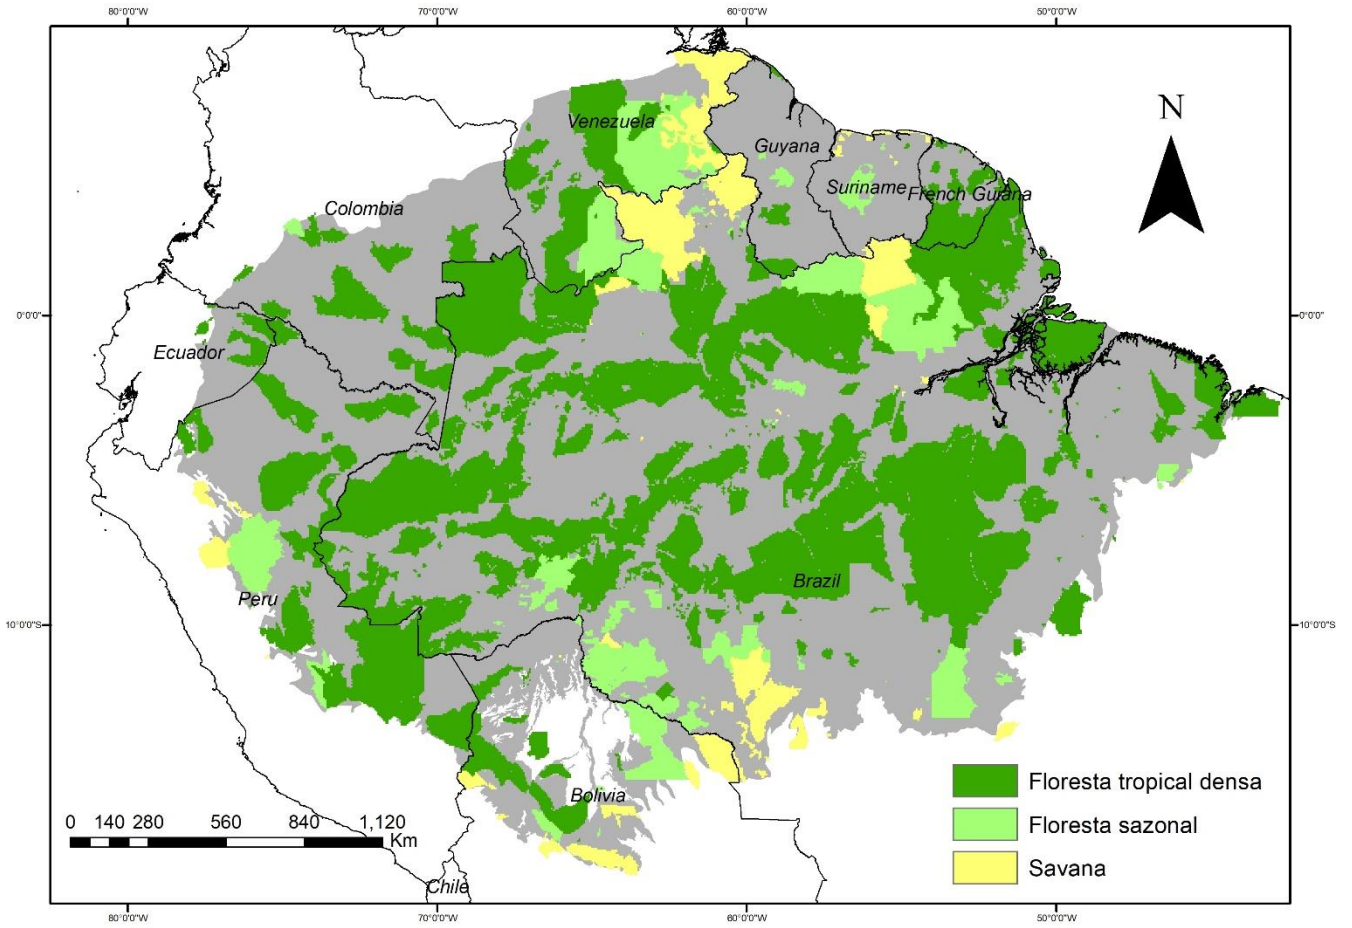 80°0'0"W 70°0'0"W 60°0'0"W 50°0'0"W
N
Venezuela
Guyana
Suriname
French Guiana
Colombia
0°0'0" 0°0'0"
Ecuador
Brazil
Peru
10°0'0"S 10°0'0"S
Bolivia
Floresta tropical densa
Floresta sazonal
Savana
0 140 280 560 840 1,120
Km
Chile
80°0'0"W 70°0'0"W 60°0'0"W 50°0'0"W